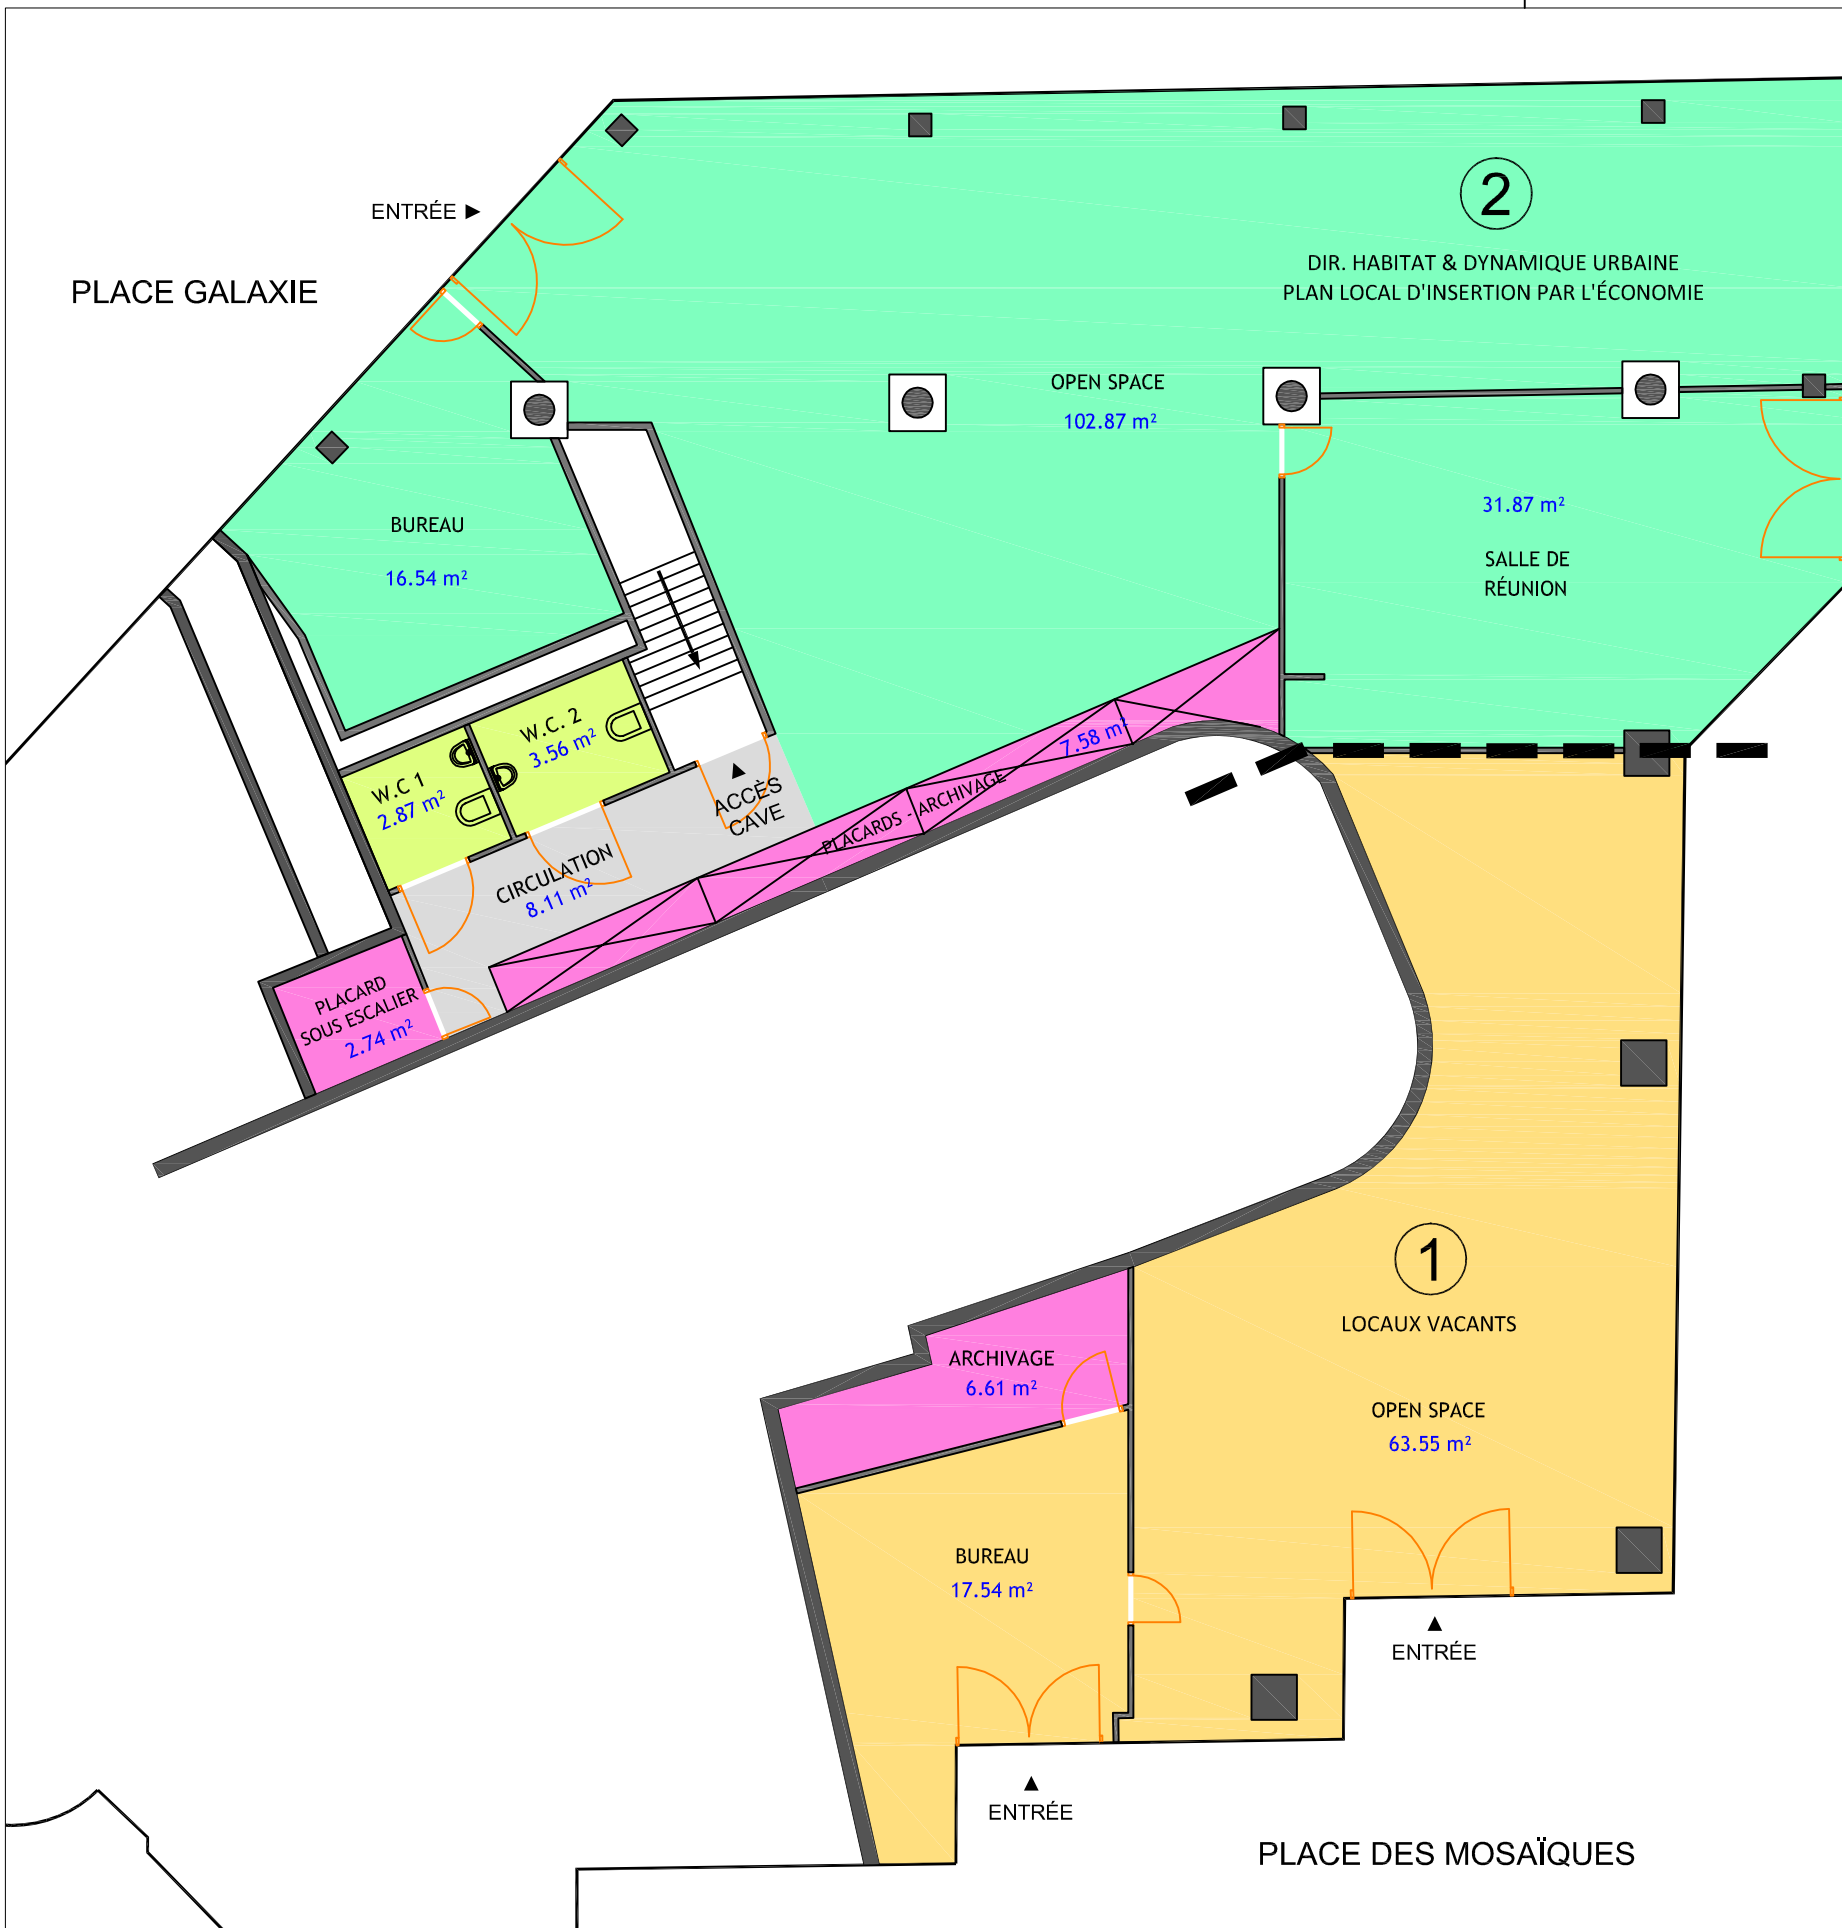 2
ENTRÉE
DIR. HABITAT & DYNAMIQUE URBAINE
PLAN LOCAL D'INSERTION PAR L'ÉCONOMIE
PLACE GALAXIE
OPEN SPACE
102.87 m²
31.87 m²
SALLE DE
RÉUNION
BUREAU
16.54 m²
W.C. 2
3.56 m²
W.C 1
2.87 m²
7.58 m²
PLACARDS - ARCHIVAGE
ACCÈS
CAVE
CIRCULATION
8.11 m²
PLACARD
SOUS ESCALIER
2.74 m²
1
LOCAUX VACANTS
ARCHIVAGE
6.61 m²
OPEN SPACE
63.55 m²
BUREAU
17.54 m²
ENTRÉE
ENTRÉE
PLACE DES MOSAÏQUES